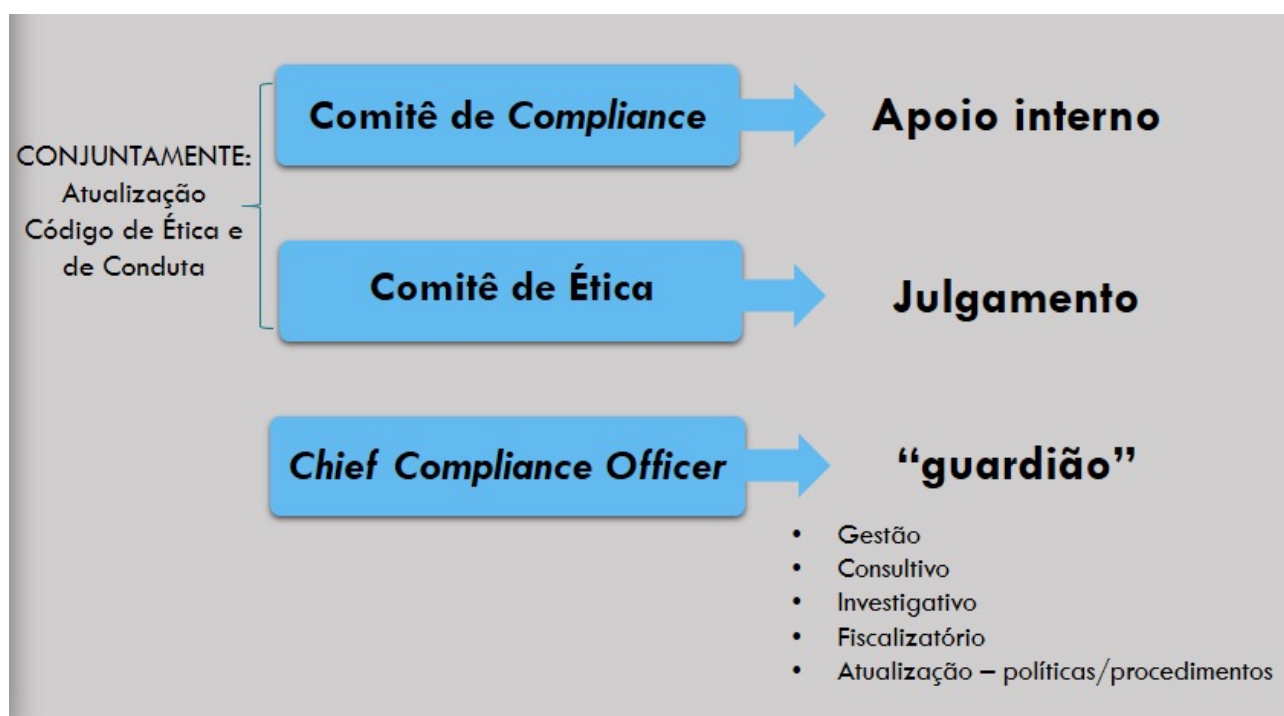 CONJUNTAMENTE:
Atualização
Código de Ética e
de Conduta
Comitê de Compliance
Apoio interno
Comitê de Ética
Julgamento
Chief Compliance Officer
“guardião”
• Gestão
• Consultivo
• Investigativo
• Fiscalizatório
• Atualização – políticas/procedimentos